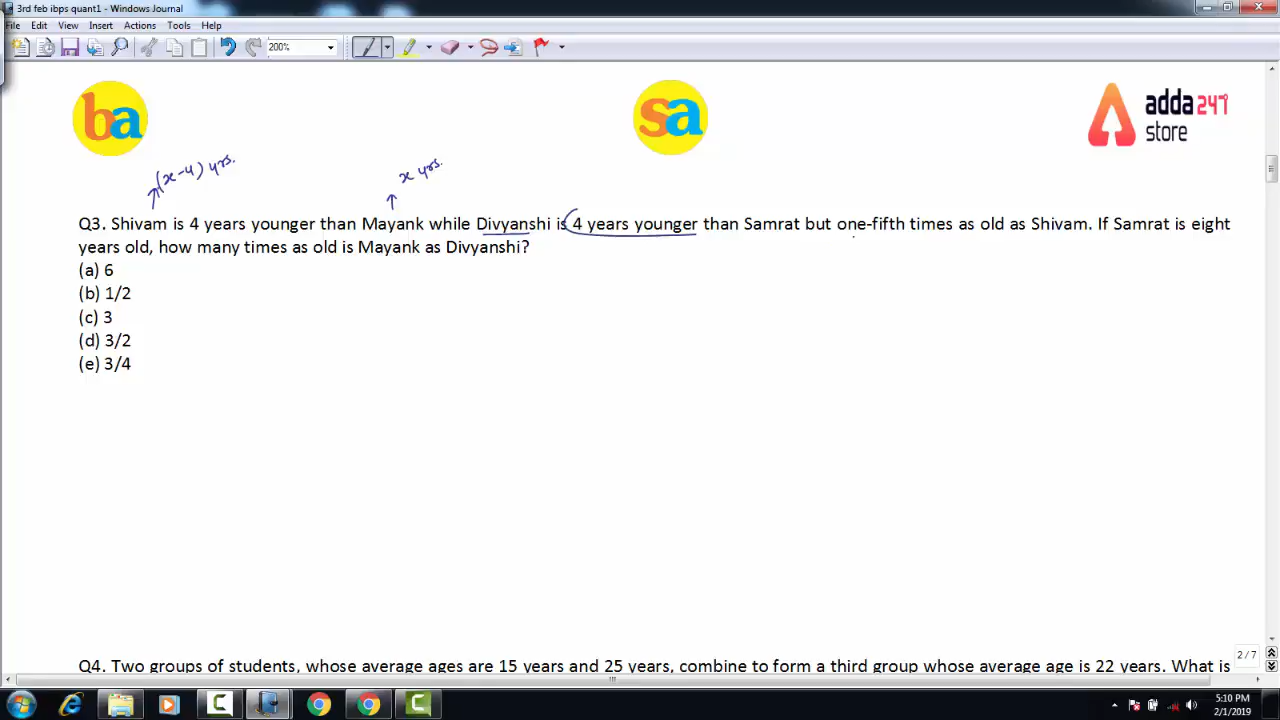 3rd feb ibps quant1 - Windows Journal
File Edit View Insert Actions Tools Help
200%
ba
sa
adda247
store
(x-4) yrs.
x yrs.
Q3. Shivam is 4 years younger than Mayank while Divyanshi is 4 years younger than Samrat but one-fifth times as old as Shivam. If Samrat is eight
years old, how many times as old is Mayank as Divyanshi?
(a) 6
(b) 1/2
(c) 3
(d) 3/2
(e) 3/4
Q4. Two groups of students, whose average ages are 15 years and 25 years, combine to form a third group whose average age is 22 years. What is
2 / 7
5:10 PM
2/1/2019